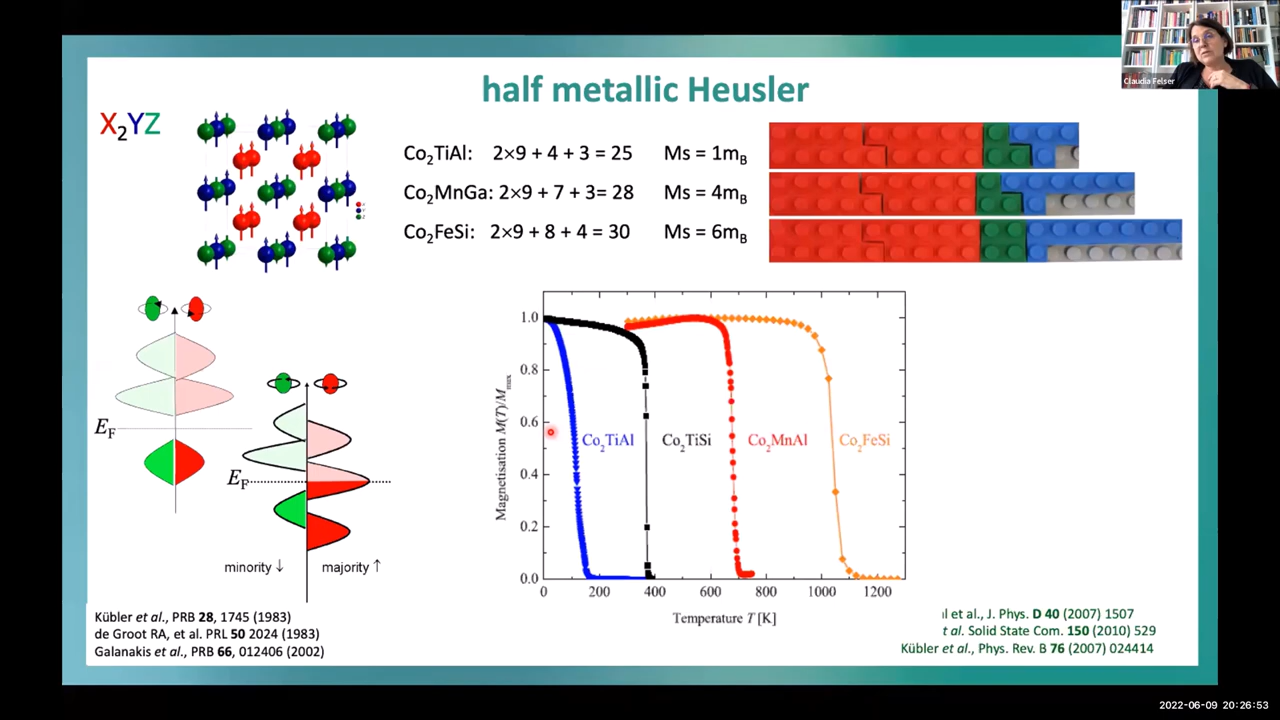 Claudia Felser
half metallic Heusler
X₂YZ
Co₂TiAl: 2×9 + 4 + 3 = 25 Ms = 1mB
Co₂MnGa: 2×9 + 7 + 3= 28 Ms = 4mB
Co₂FeSi: 2×9 + 8 + 4 = 30 Ms = 6mB
EF
EF
minority ↓ majority ↑
Magnetisation M(T)/Mmax
1.0
0.8
0.6
0.4
0.2
0.0
Co₂TiAl Co₂TiSi Co₂MnAl Co₂FeSi
0 200 400 600 800 1000 1200
Temperature T [K]
Kübler et al., PRB 28, 1745 (1983)
de Groot RA, et al. PRL 50 2024 (1983)
Galanakis et al., PRB 66, 012406 (2002)
l et al., J. Phys. D 40 (2007) 1507
t al. Solid State Com. 150 (2010) 529
Kübler et al., Phys. Rev. B 76 (2007) 024414
2022-06-09 20:26:53